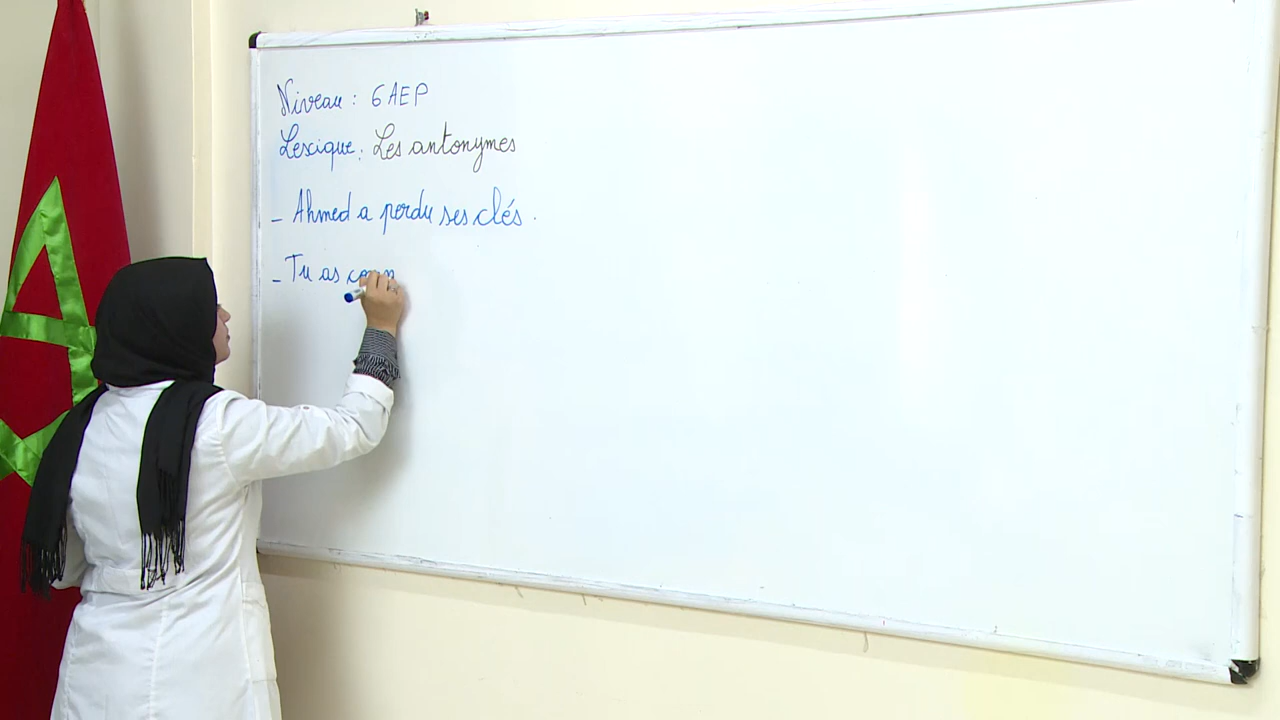 Niveau : 6AEP
Lexique : Les antonymes
- Ahmed a perdu ses clés .
- Tu as